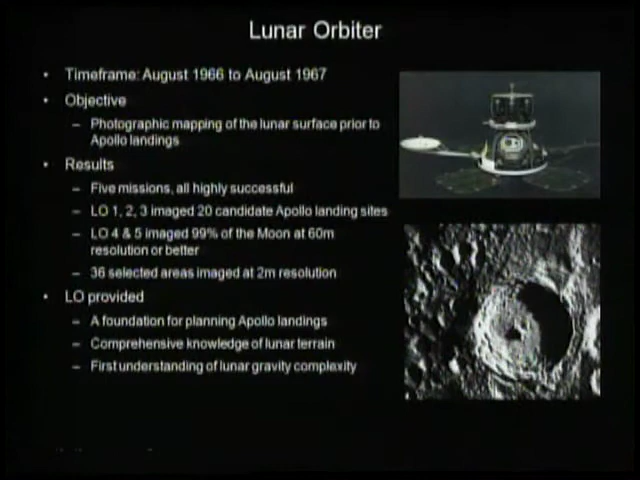 Lunar Orbiter
• Timeframe: August 1966 to August 1967
• Objective
– Photographic mapping of the lunar surface prior to
Apollo landings
• Results
– Five missions, all highly successful
– LO 1, 2, 3 imaged 20 candidate Apollo landing sites
– LO 4 & 5 imaged 99% of the Moon at 60m
resolution or better
– 36 selected areas imaged at 2m resolution
• LO provided
– A foundation for planning Apollo landings
– Comprehensive knowledge of lunar terrain
– First understanding of lunar gravity complexity